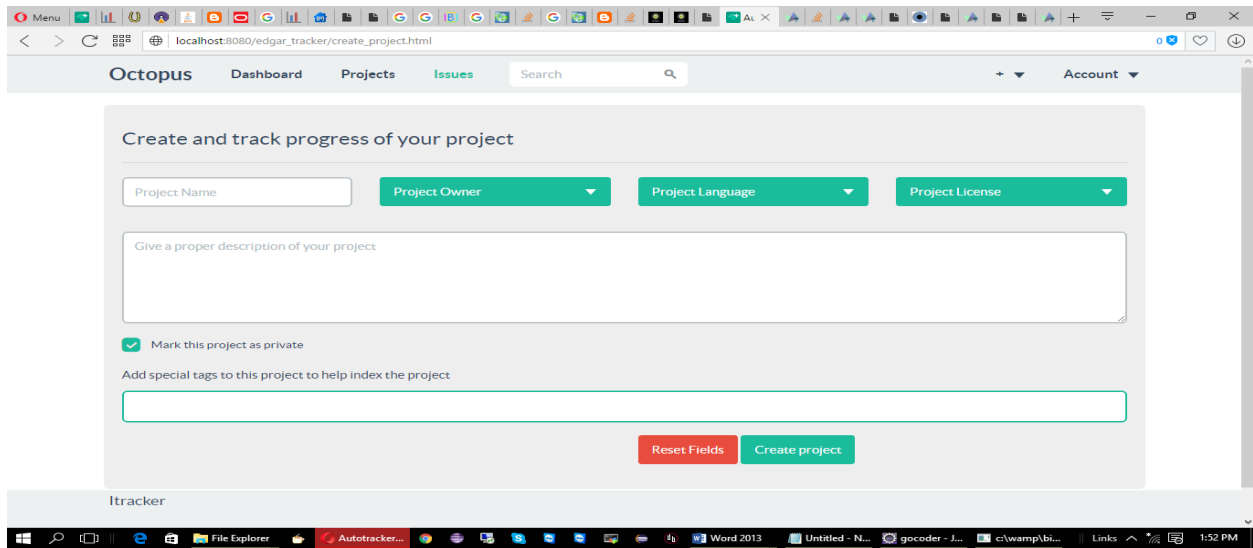 Menu
AL
localhost:8080/edgar_tracker/create_project.html
0
Octopus Dashboard Projects Issues Search + Account
Create and track progress of your project
Project Name Project Owner Project Language Project License
Give a proper description of your project
Mark this project as private
Add special tags to this project to help index the project
Reset Fields Create project
Itracker
File Explorer Autotracker... Word 2013 Untitled - N... gocoder - J... c:\wamp\bi... Links 1:52 PM